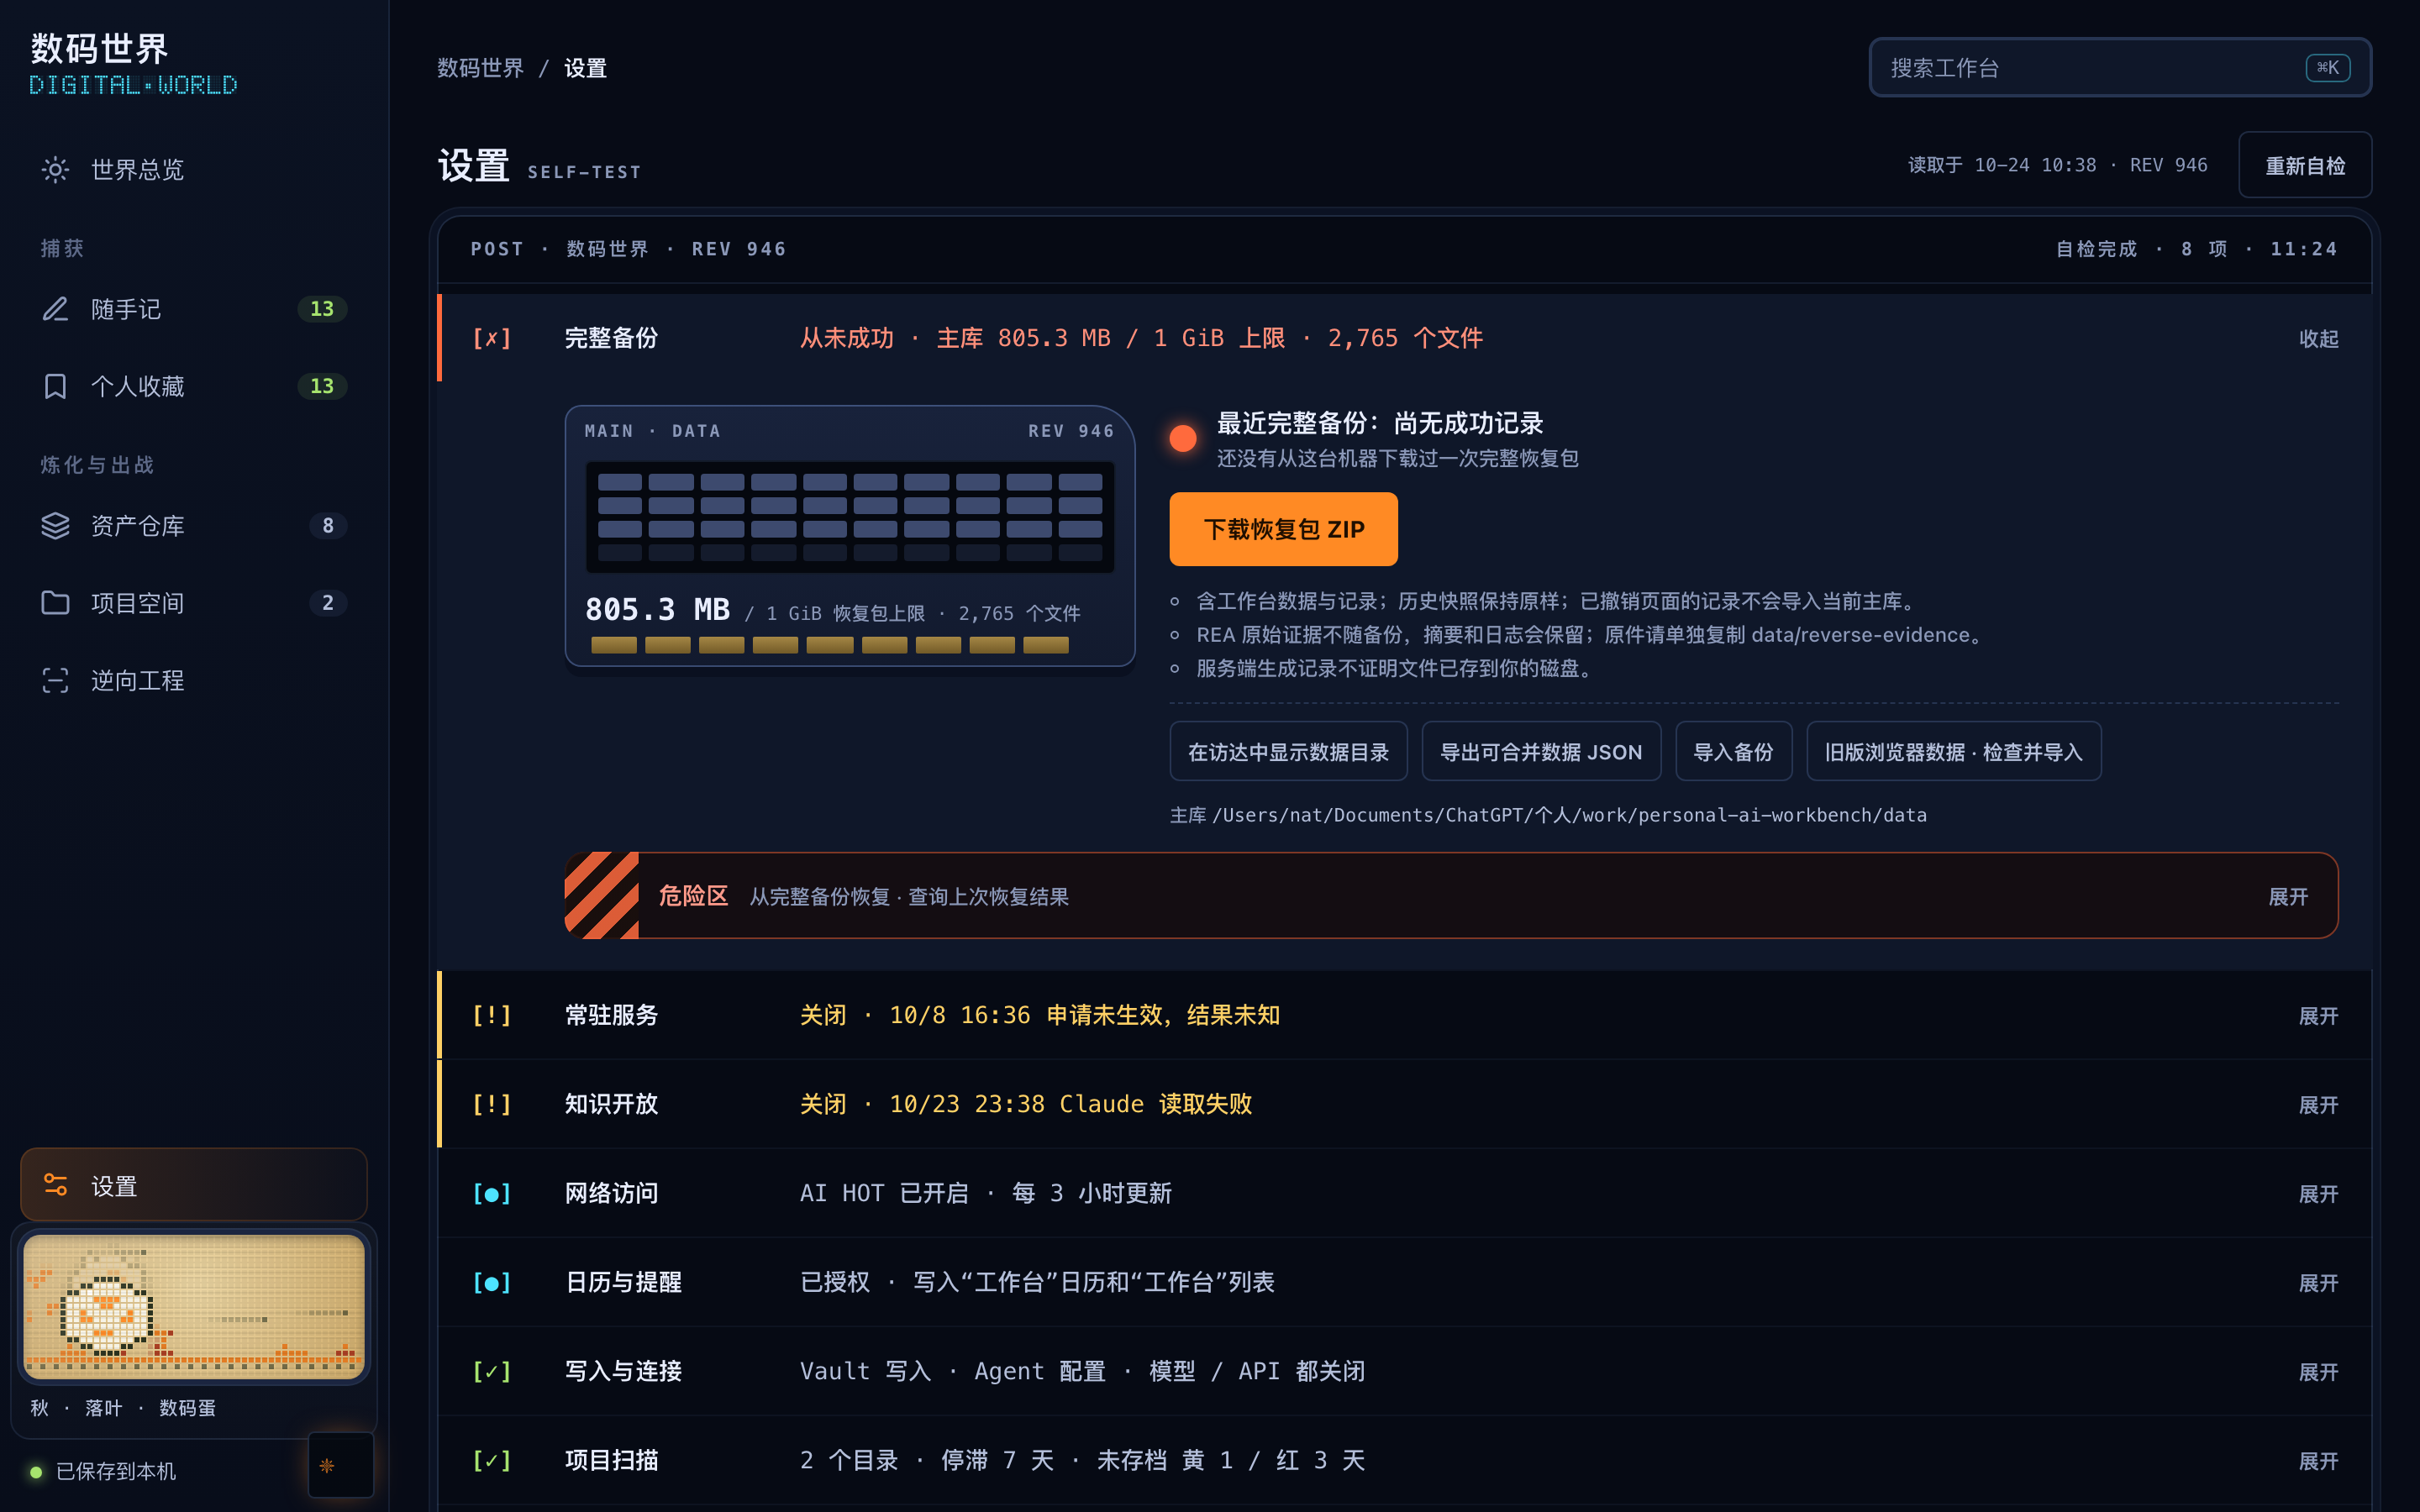 数码世界
DIGITAL·WORLD
世界总览
捕获
随手记 13
个人收藏 13
炼化与出战
资产仓库 8
项目空间 2
逆向工程
设置
秋 · 落叶 · 数码蛋
已保存到本机
数码世界 / 设置
搜索工作台 ⌘K
设置 SELF-TEST
读取于 10-24 10:38 · REV 946
重新自检
POST · 数码世界 · REV 946
自检完成 · 8 项 · 11:24
[✗] 完整备份 从未成功 · 主库 805.3 MB / 1 GiB 上限 · 2,765 个文件 收起
MAIN · DATA REV 946
805.3 MB / 1 GiB 恢复包上限 · 2,765 个文件
最近完整备份：尚无成功记录
还没有从这台机器下载过一次完整恢复包
下载恢复包 ZIP
含工作台数据与记录；历史快照保持原样；已撤销页面的记录不会导入当前主库。
REA 原始证据不随备份，摘要和日志会保留；原件请单独复制 data/reverse-evidence。
服务端生成记录不证明文件已存到你的磁盘。
在访达中显示数据目录 导出可合并数据 JSON 导入备份 旧版浏览器数据 · 检查并导入
主库 /Users/nat/Documents/ChatGPT/个人/work/personal-ai-workbench/data
危险区 从完整备份恢复 · 查询上次恢复结果 展开
[!] 常驻服务 关闭 · 10/8 16:36 申请未生效，结果未知 展开
[!] 知识开放 关闭 · 10/23 23:38 Claude 读取失败 展开
[●] 网络访问 AI HOT 已开启 · 每 3 小时更新 展开
[●] 日历与提醒 已授权 · 写入“工作台”日历和“工作台”列表 展开
[✓] 写入与连接 Vault 写入 · Agent 配置 · 模型 / API 都关闭 展开
[✓] 项目扫描 2 个目录 · 停滞 7 天 · 未存档 黄 1 / 红 3 天 展开